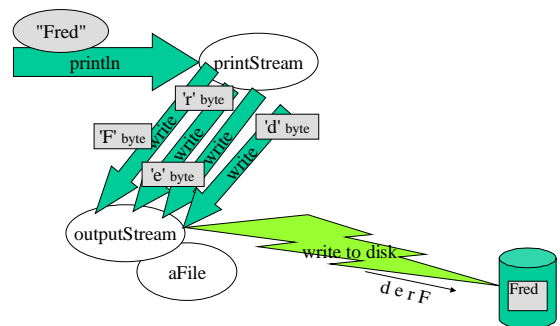 "Fred"
println
printStream
'r' byte
'F' byte
'd' byte
'e' byte
write
write
write
write
outputStream
aFile
write to disk
d e r F
Fred